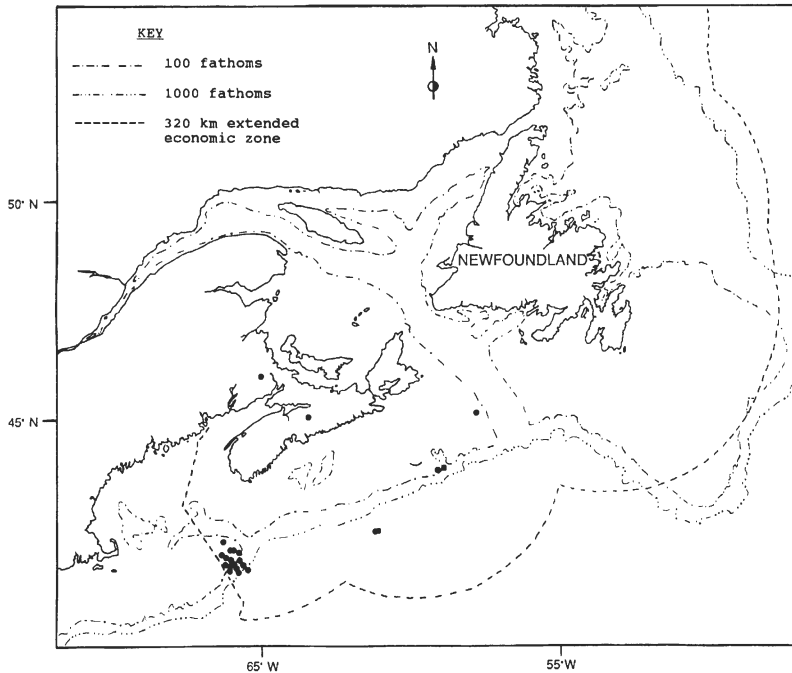 KEY
100 fathoms
1000 fathoms
320 km extended
economic zone
N
50° N
NEWFOUNDLAND
45° N
65° W
55° W